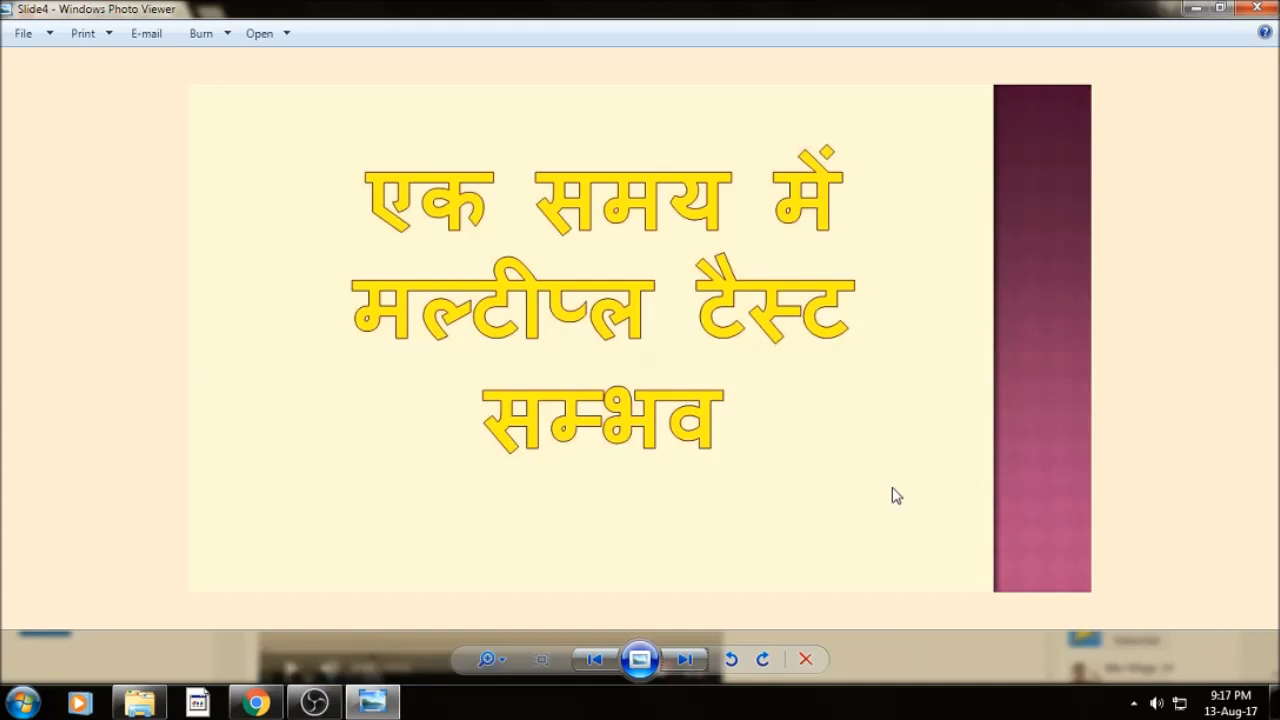 Slide4 - Windows Photo Viewer
File Print E-mail Burn Open
एक समय में
मल्टीप्ल टैस्ट
सम्भव
9:17 PM
13-Aug-17